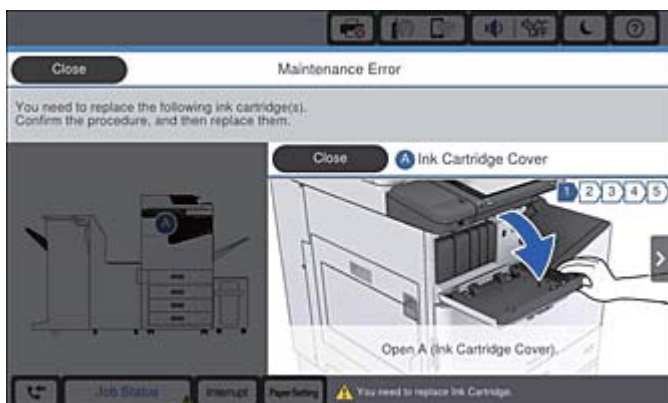 OFF
Close
Maintenance Error
You need to replace the following ink cartridge(s).
Confirm the procedure, and then replace them.
A
Close
A Ink Cartridge Cover
1 2 3 4 5
Open A (Ink Cartridge Cover).
Job Status
Interrupt
Paper Setting
You need to replace Ink Cartridge.